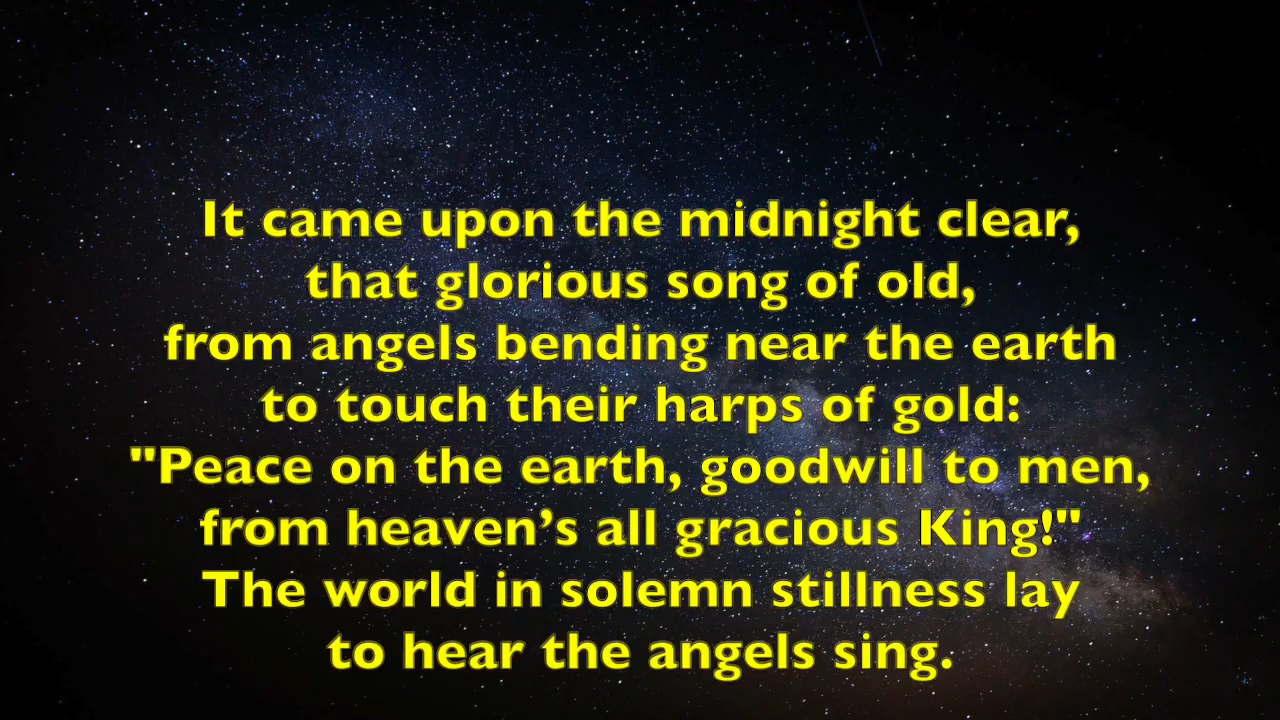 It came upon the midnight clear,
that glorious song of old,
from angels bending near the earth
to touch their harps of gold:
"Peace on the earth, goodwill to men,
from heaven’s all gracious King!"
The world in solemn stillness lay
to hear the angels sing.